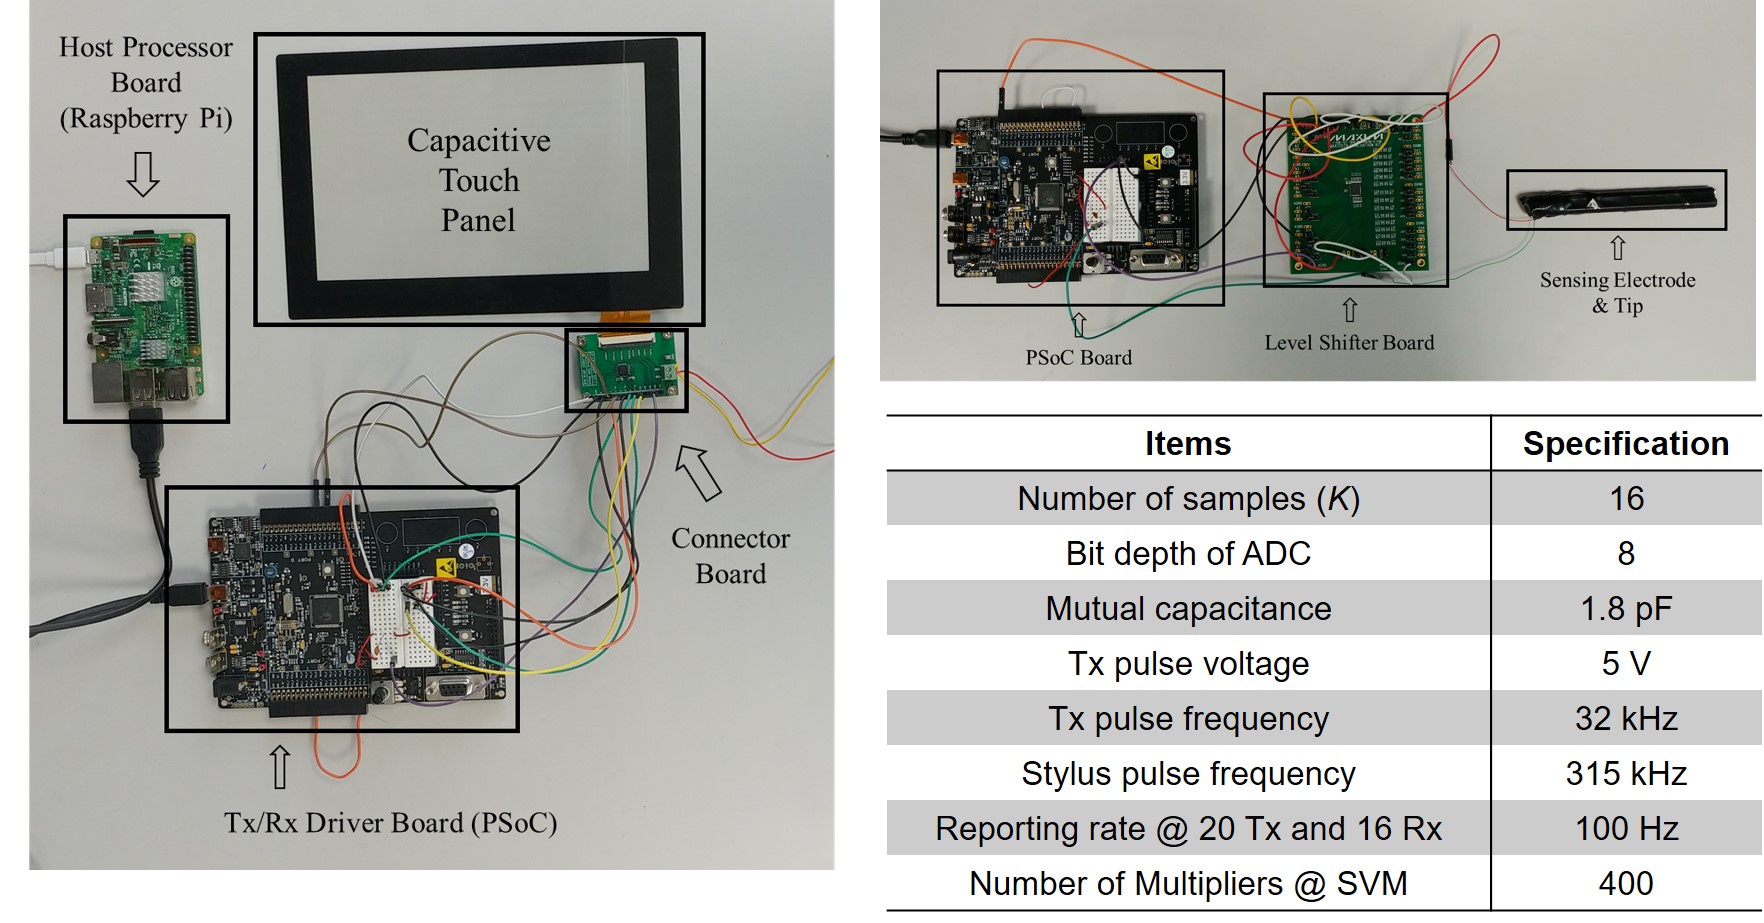 Host Processor
Board
(Raspberry Pi)
Capacitive
Touch
Panel
Connector
Board
Tx/Rx Driver Board (PSoC)
MAXIM
PSoC Board
Level Shifter Board
Sensing Electrode
& Tip
Items Specification
Number of samples (K) 16
Bit depth of ADC 8
Mutual capacitance 1.8 pF
Tx pulse voltage 5 V
Tx pulse frequency 32 kHz
Stylus pulse frequency 315 kHz
Reporting rate @ 20 Tx and 16 Rx 100 Hz
Number of Multipliers @ SVM 400